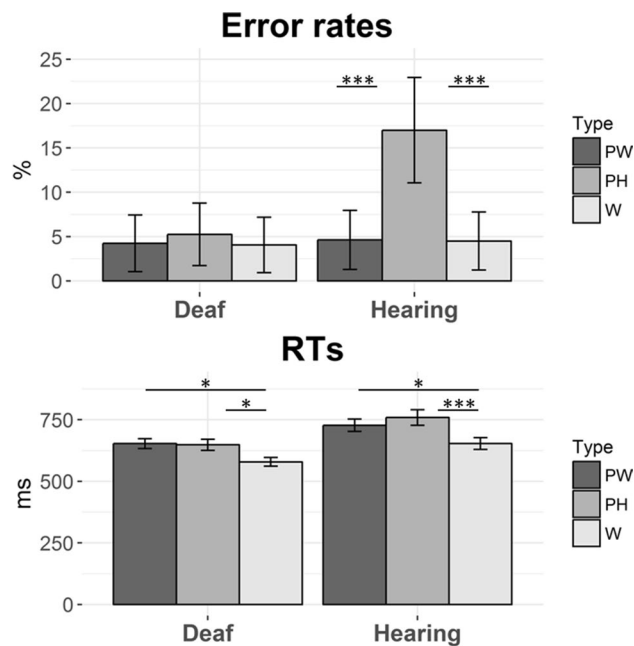 Error rates
25
20
15
10
5
0
%
*** ***
Deaf Hearing
Type
PW
PH
W
RTs
750
500
250
0
ms
* *
* ***
Deaf Hearing
Type
PW
PH
W